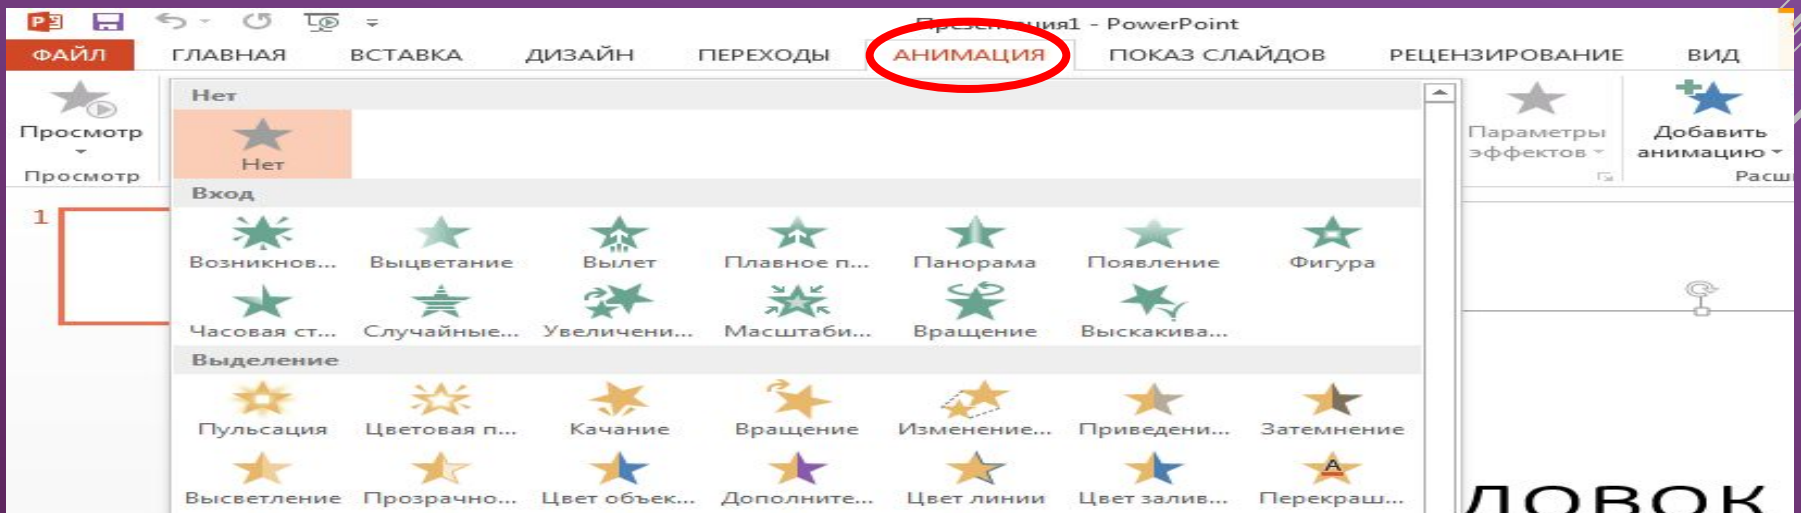 Презентация1 - PowerPoint
ФАЙЛ ГЛАВНАЯ ВСТАВКА ДИЗАЙН ПЕРЕХОДЫ АНИМАЦИЯ ПОКАЗ СЛАЙДОВ РЕЦЕНЗИРОВАНИЕ ВИД
Просмотр
Просмотр
Нет
Нет
Параметры
эффектов
Добавить
анимацию
Расш
1
Вход
Возникнов... Выцветание Вылет Плавное п... Панорама Появление Фигура
Часовая ст... Случайные... Увеличени... Масштаби... Вращение Выскакива...
Выделение
Пульсация Цветовая п... Качание Вращение Изменение... Приведени... Затемнение
Высветление Прозрачно... Цвет объек... Дополните... Цвет линии Цвет залив... Перекраш...
ловок